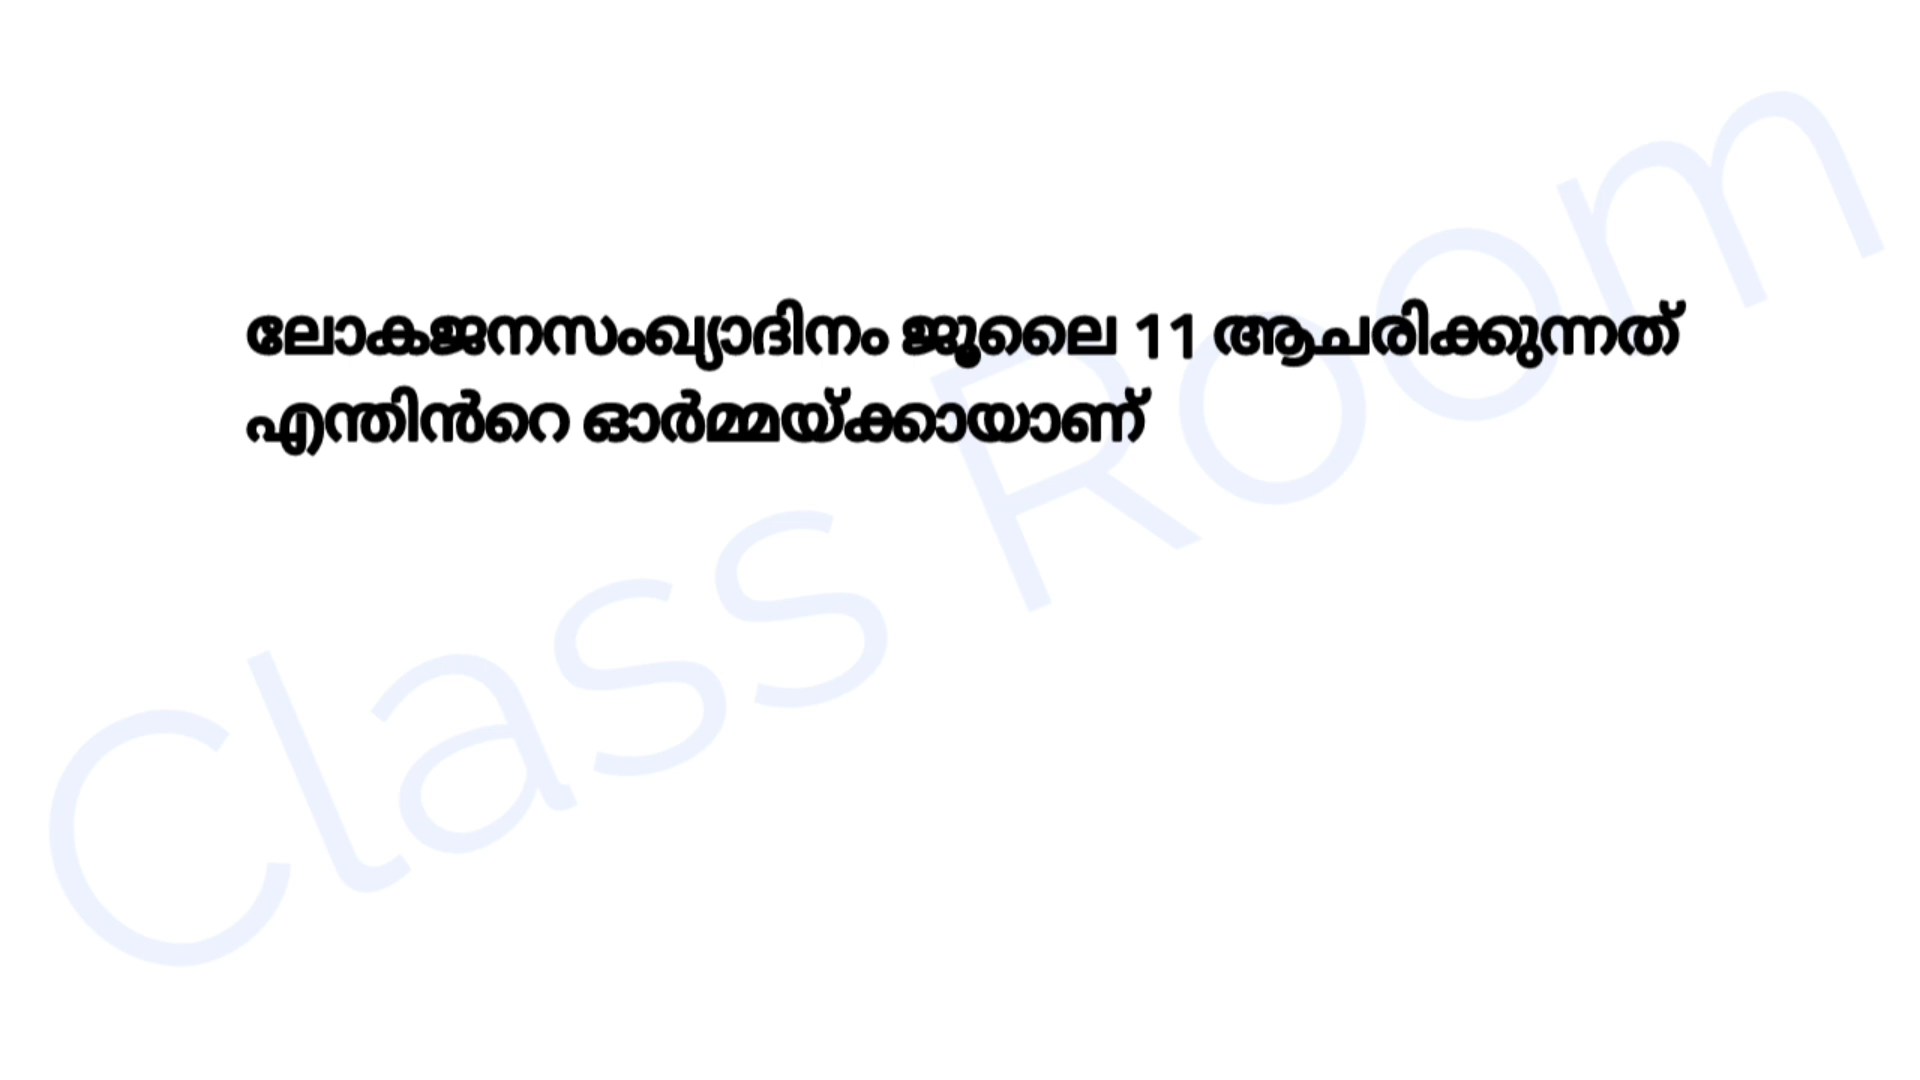 ലോകജനസംഖ്യാദിനം ജൂലൈ 11 ആചരിക്കുന്നത്
എന്തിൻറെ ഓർമ്മയ്ക്കായാണ്
Class Room